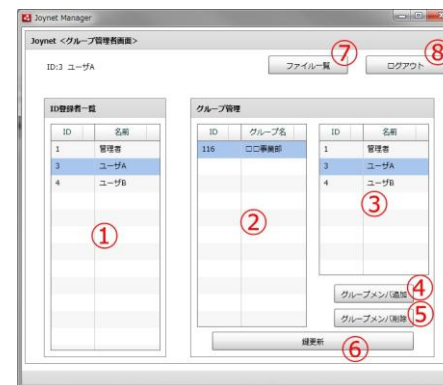 Joynet Manager
Joynet <グループ管理者画面>
⑦
⑧
ID:3 ユーザA
ファイル一覧
ログアウト
ID登録者一覧
グループ管理
ID 名前
ID グループ名
ID 名前
1 管理者
116 □□事業部
1 管理者
3 ユーザA
3 ユーザA
4 ユーザB
4 ユーザB
①
②
③
グループメンバ追加 ④
グループメンバ削除 ⑤
鍵更新 ⑥